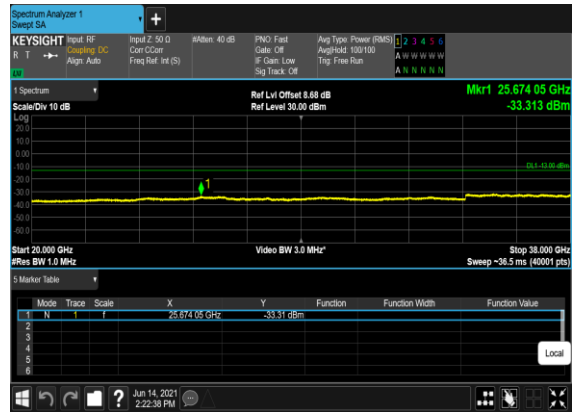 Spectrum Analyzer 1
Swept SA
KEYSIGHT Input: RF Input Z: 50 Ω #Atten: 40 dB PNO: Fast Avg Type: Power (RMS) 1 2 3 4 5 6
R T Coupling: DC Corr CCorr Gate: Off Avg|Hold: 100/100 A W W W W W
Align: Auto Freq Ref: Int (S) IF Gain: Low Trig: Free Run
Sig Track: Off A N N N N N
1 Spectrum Ref Lvl Offset 8.68 dB Mkr1 25.674 05 GHz
Scale/Div 10 dB Ref Level 30.00 dBm -33.313 dBm
Log
20.0
10.0
0.00
-10.0 DL1 -13.00 dBm
-20.0
-30.0 1
-40.0
-50.0
-60.0
Start 20.000 GHz Video BW 3.0 MHz* Stop 38.000 GHz
#Res BW 1.0 MHz Sweep ~36.5 ms (40001 pts)
5 Marker Table
Mode Trace Scale X Y Function Function Width Function Value
1 N 1 f 25.674 05 GHz -33.31 dBm
2
3
4
5
6
Local
? Jun 14, 2021
2:22:38 PM